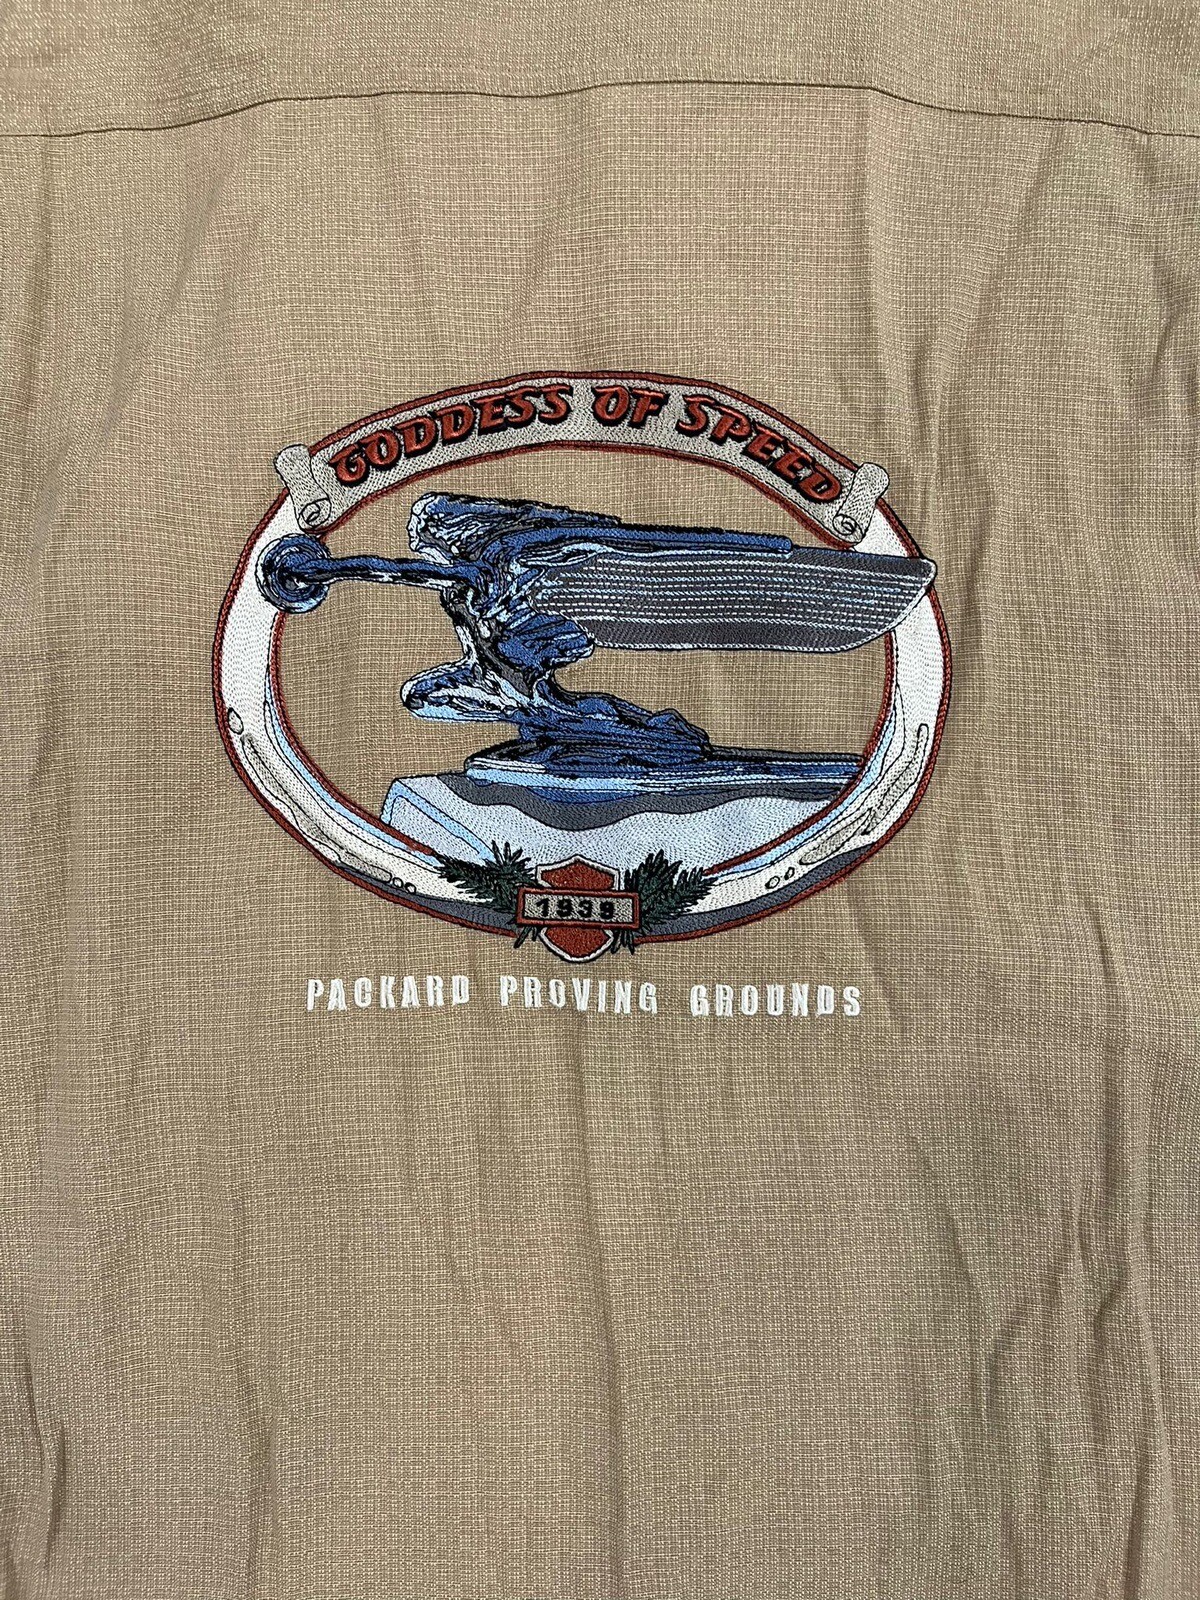 GODDESS OF SPEED
1939
PACKARD PROVING GROUNDS